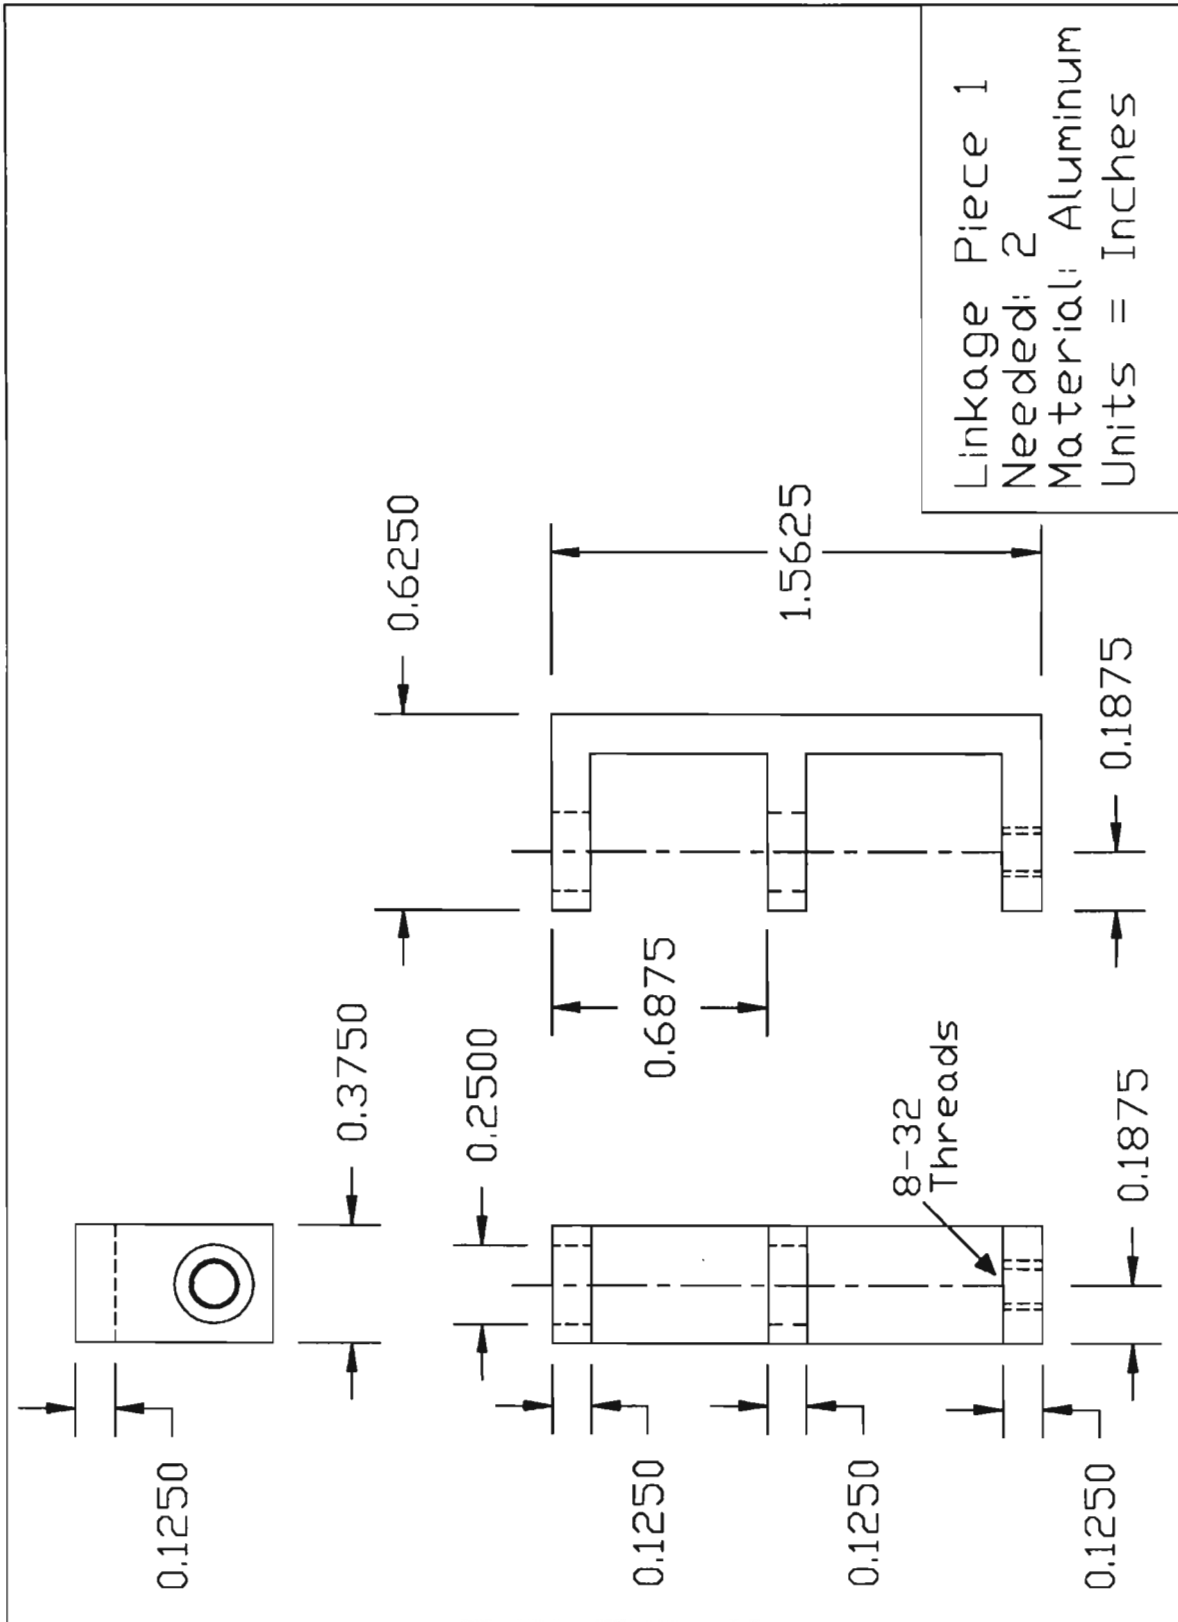 0.1250
0.3750
0.6250
0.2500
0.1250
0.6875
1.5625
0.1250
8-32
Threads
0.1250
0.1875
0.1875
Linkage Piece 1
Needed: 2
Material: Aluminum
Units = Inches